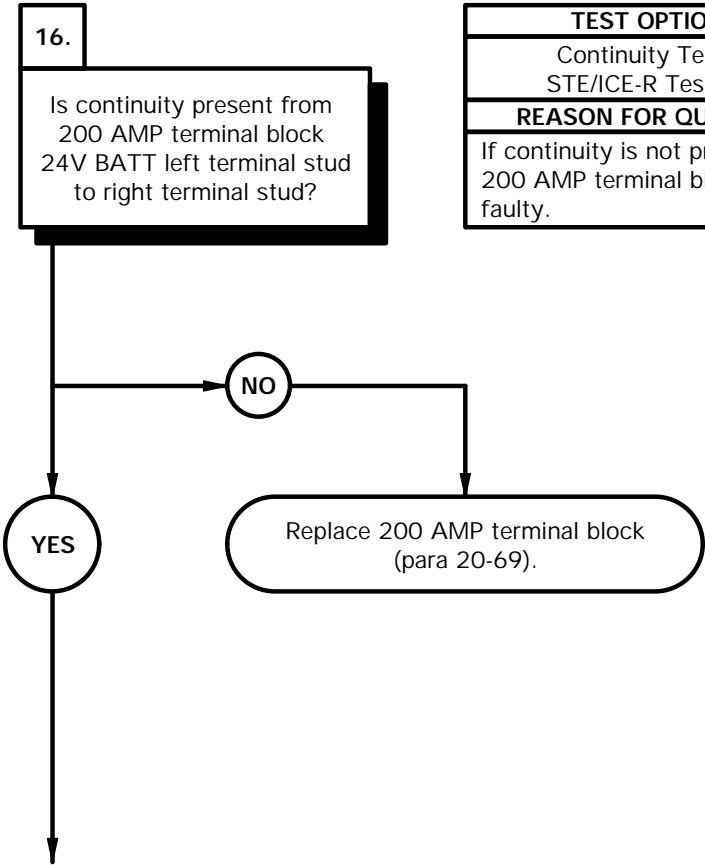 16.
Is continuity present from
200 AMP terminal block
24V BATT left terminal stud
to right terminal stud?
TEST OPTIO
Continuity Te
STE/ICE-R Tes
REASON FOR QU
If continuity is not pr
200 AMP terminal bl
faulty.
NO
YES
Replace 200 AMP terminal block
(para 20-69).